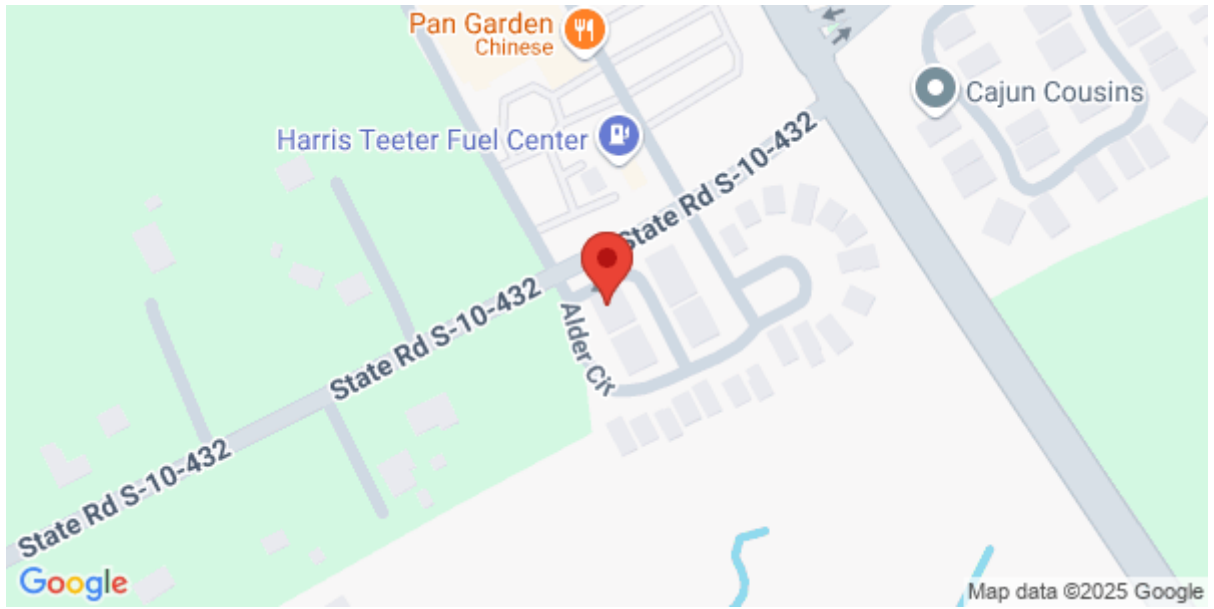 Pan Garden
Chinese
Cajun Cousins
Harris Teeter Fuel Center
State Rd S-10-432
State Rd S-10-432
Alder Cir
State Rd S-10-432
Google
Map data ©2025 Google